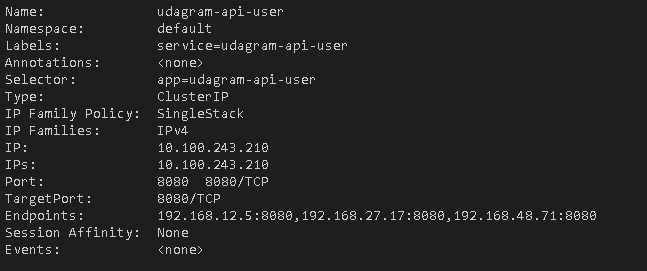 Name: udagram-api-user
Namespace: default
Labels: service=udagram-api-user
Annotations: <none>
Selector: app=udagram-api-user
Type: ClusterIP
IP Family Policy: SingleStack
IP Families: IPv4
IP: 10.100.243.210
IPs: 10.100.243.210
Port: 8080 8080/TCP
TargetPort: 8080/TCP
Endpoints: 192.168.12.5:8080,192.168.27.17:8080,192.168.48.71:8080
Session Affinity: None
Events: <none>